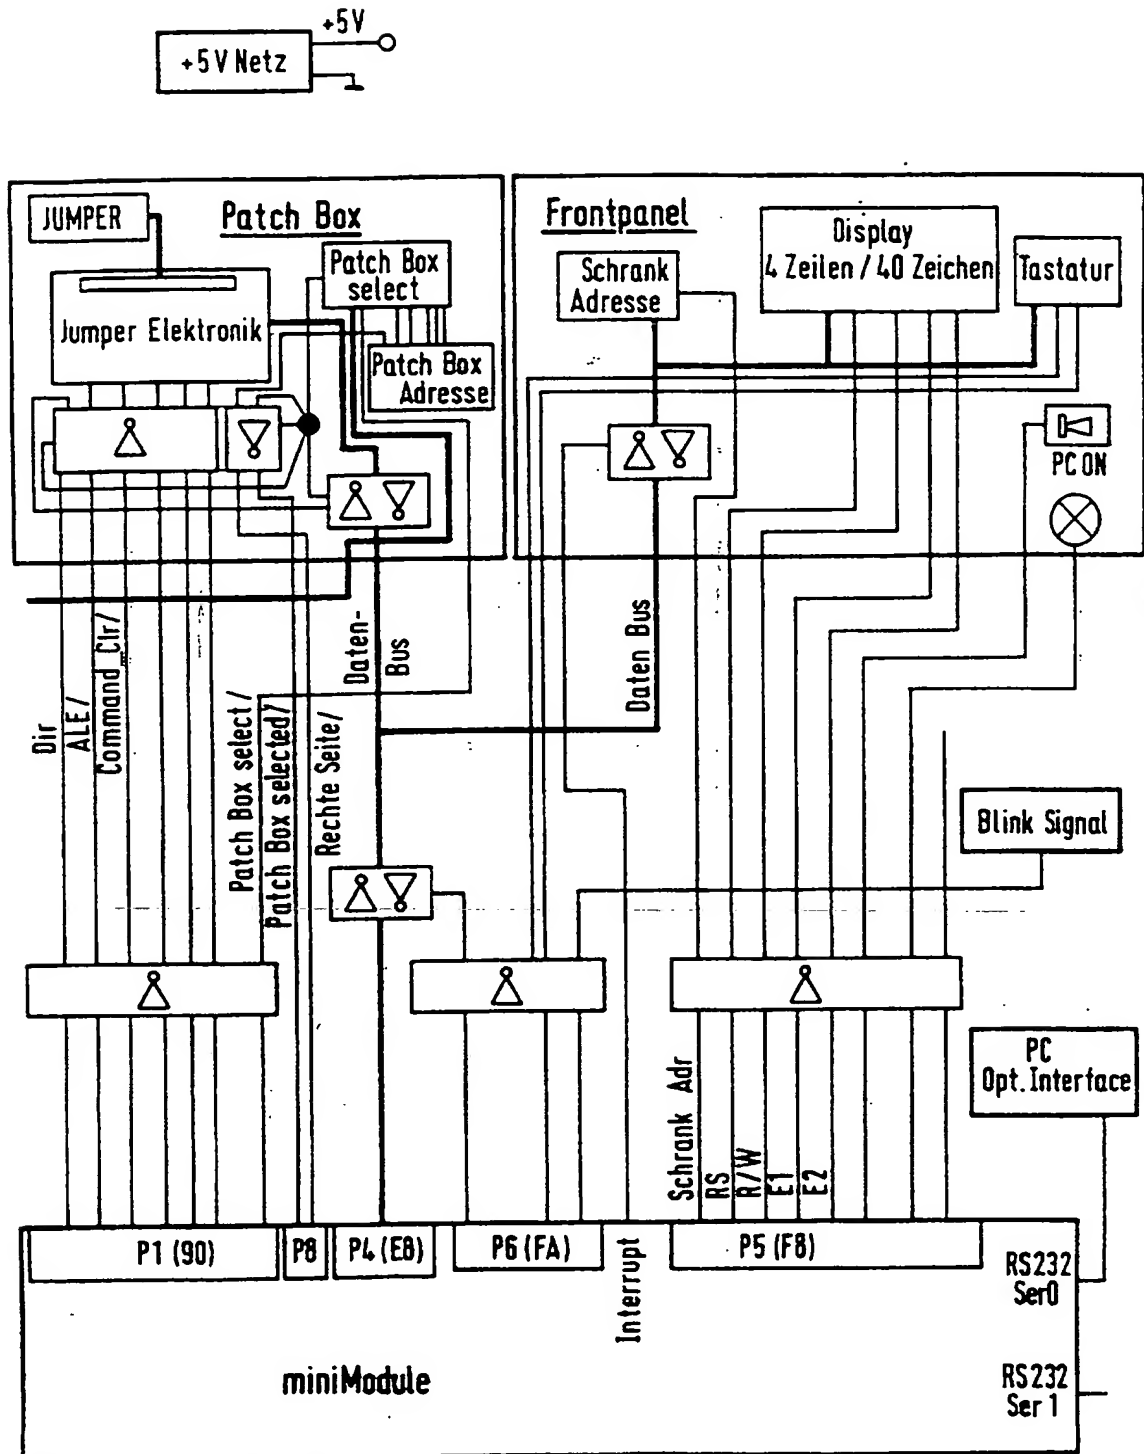 +5V
+5V Netz
JUMPER
Patch Box
Patch Box
select
Jumper Elektronik
Patch Box
Adresse
Frontpanel
Schrank
Adresse
Display
4 Zeilen / 40 Zeichen
Tastatur
PC ON
Dir
ALE/
Command_Clr/
Patch Box select/
Patch Box selected/
Rechte Seite/
Daten-
Bus
Daten Bus
Blink Signal
PC
Opt. Interface
Schrank Adr
RS
R/W
E1
E2
P1 (90)
P8
P4 (E8)
P6 (FA)
Interrupt
P5 (F8)
RS232
Ser0
miniModule
RS232
Ser 1